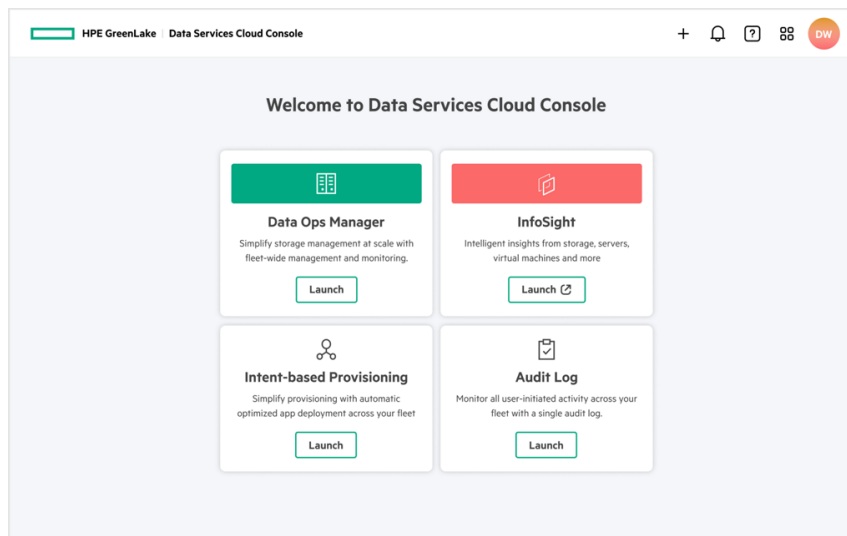 HPE GreenLake
Data Services Cloud Console
DW
Welcome to Data Services Cloud Console
Data Ops Manager
Simplify storage management at scale with
fleet-wide management and monitoring.
Launch
InfoSight
Intelligent insights from storage, servers,
virtual machines and more
Launch
Intent-based Provisioning
Simplify provisioning with automatic
optimized app deployment across your fleet
Launch
Audit Log
Monitor all user-initiated activity across your
fleet with a single audit log.
Launch